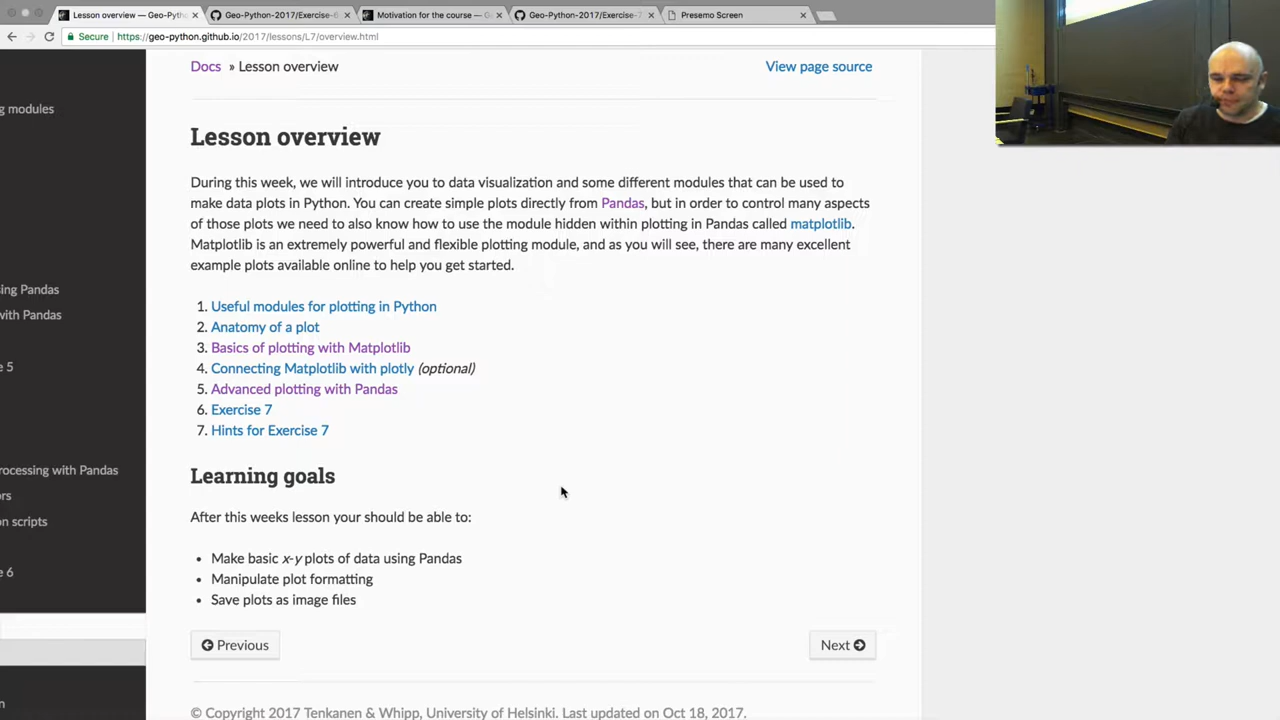 Lesson overview — Geo-Pytho
Geo-Python-2017/Exercise-6
Motivation for the course — G
Geo-Python-2017/Exercise-7
Presemo Screen
Secure https://geo-python.github.io/2017/lessons/L7/overview.html
Docs » Lesson overview
View page source
g modules
Lesson overview
During this week, we will introduce you to data visualization and some different modules that can be used to
make data plots in Python. You can create simple plots directly from Pandas, but in order to control many aspects
of those plots we need to also know how to use the module hidden within plotting in Pandas called matplotlib.
Matplotlib is an extremely powerful and flexible plotting module, and as you will see, there are many excellent
example plots available online to help you get started.
sing Pandas
with Pandas
e 5
rocessing with Pandas
ors
on scripts
e 6
n
1. Useful modules for plotting in Python
2. Anatomy of a plot
3. Basics of plotting with Matplotlib
4. Connecting Matplotlib with plotly (optional)
5. Advanced plotting with Pandas
6. Exercise 7
7. Hints for Exercise 7
Learning goals
After this weeks lesson your should be able to:
• Make basic x-y plots of data using Pandas
• Manipulate plot formatting
• Save plots as image files
Previous
Next
© Copyright 2017 Tenkanen & Whipp, University of Helsinki. Last updated on Oct 18, 2017.